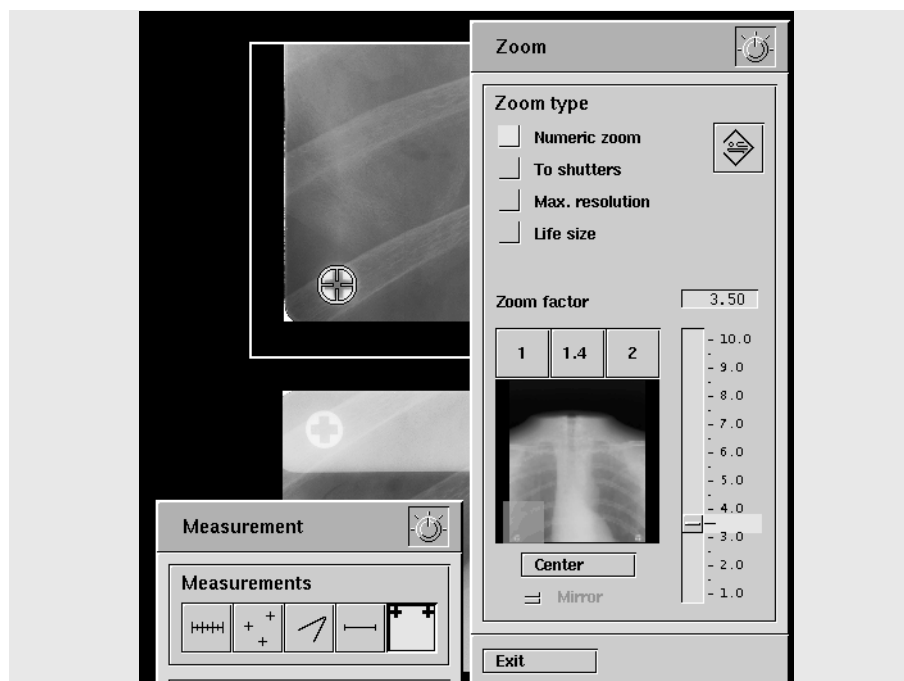 Zoom
Zoom type
Numeric zoom
To shutters
Max. resolution
Life size
Zoom factor 3.50
1 1.4 2
10.0
9.0
8.0
7.0
6.0
5.0
4.0
3.0
2.0
1.0
Center
Mirror
Exit
Measurement
Measurements